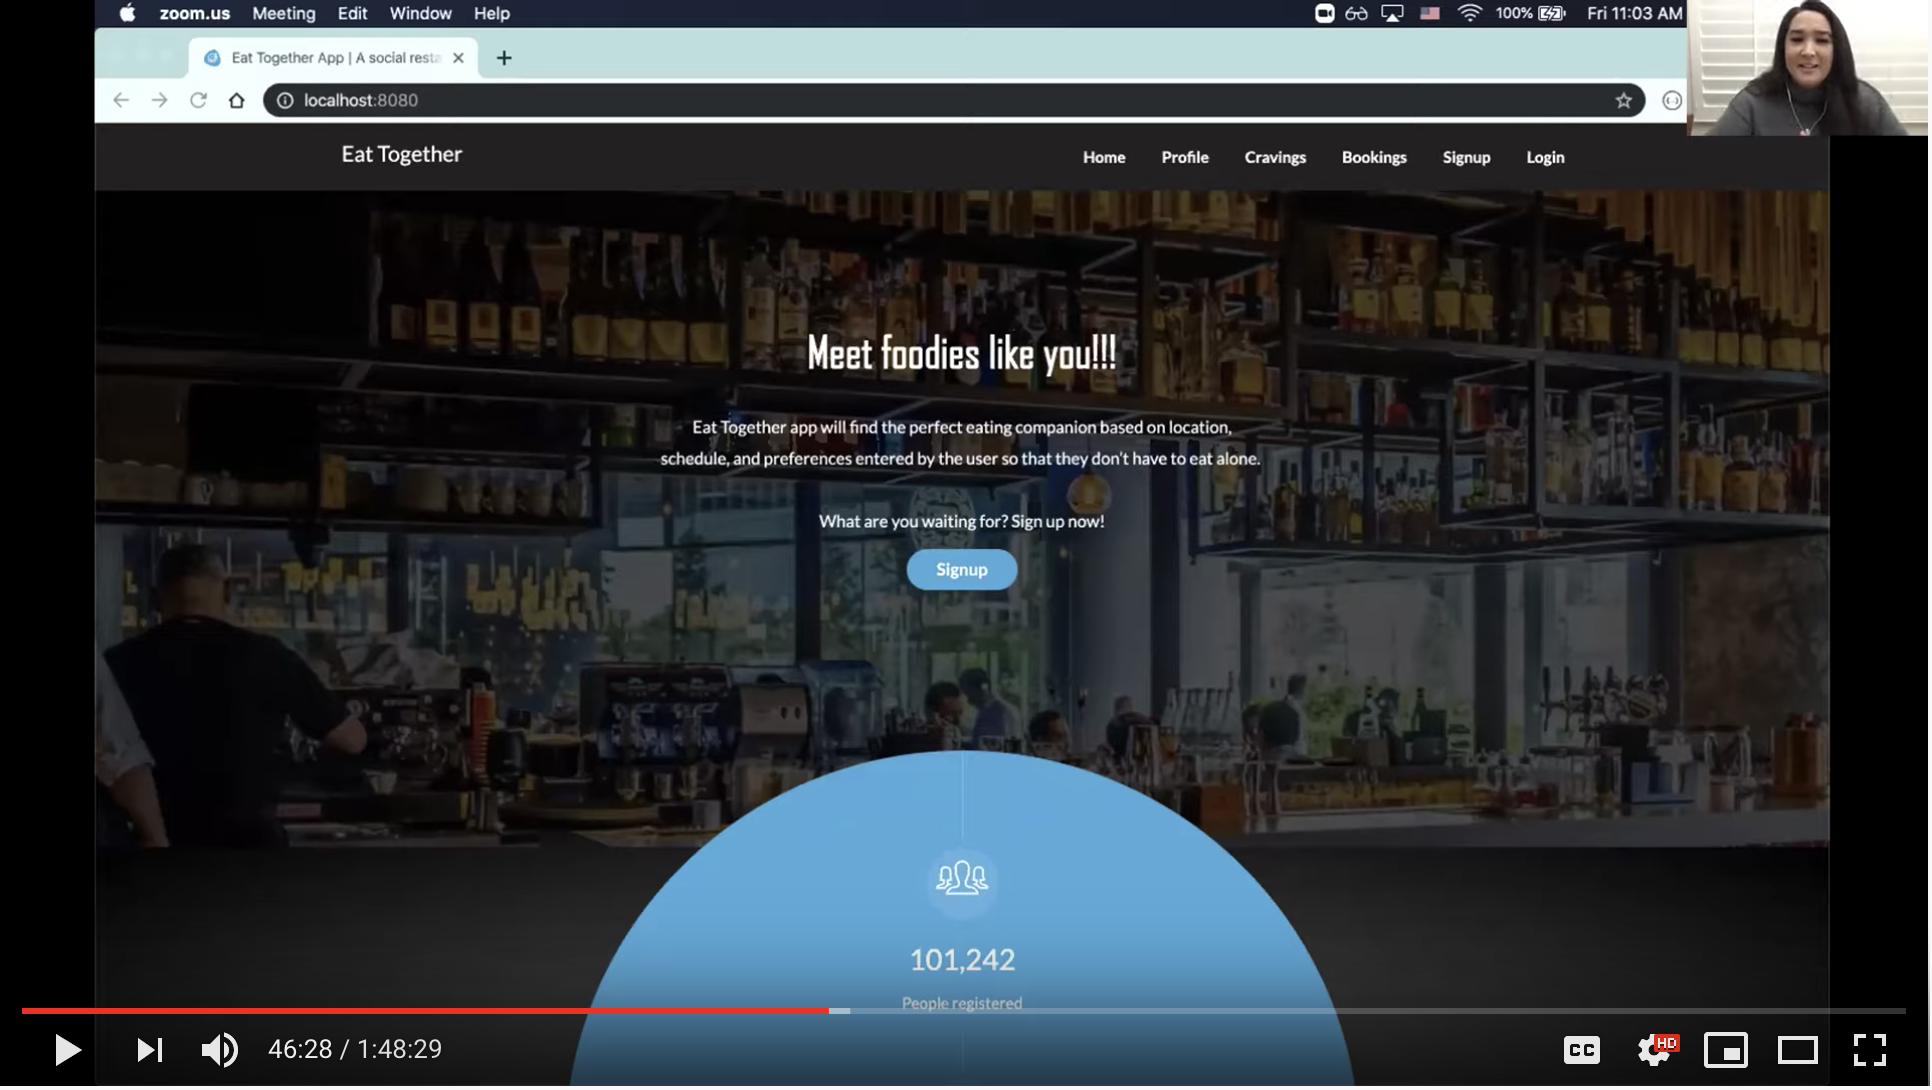 zoom.us Meeting Edit Window Help 100% Fri 11:03 AM
Eat Together App | A social resta
localhost:8080
Eat Together Home Profile Cravings Bookings Signup Login
Meet foodies like you!!!
Eat Together app will find the perfect eating companion based on location,
schedule, and preferences entered by the user so that they don't have to eat alone.
What are you waiting for? Sign up now!
Signup
101,242
People registered
46:28 / 1:48:29 CC HD